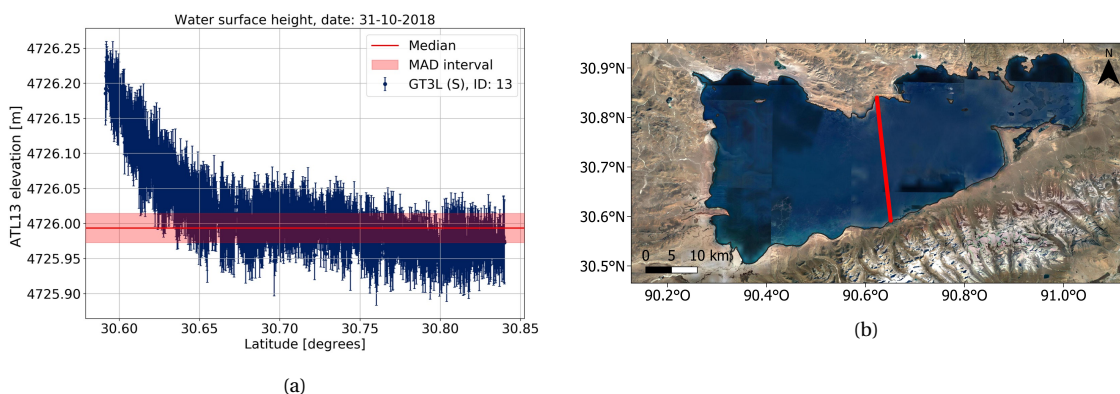 Water surface height, date: 31-10-2018
Median
MAD interval
GT3L (S), ID: 13
4726.25
4726.20
4726.15
4726.10
4726.05
4726.00
4725.95
4725.90
ATL13 elevation [m]
30.60 30.65 30.70 30.75 30.80 30.85
Latitude [degrees]
(a)
30.9°N
30.8°N
30.7°N
30.6°N
30.5°N
N
0 5 10 km
90.2°O 90.4°O 90.6°O 90.8°O 91.0°O
(b)